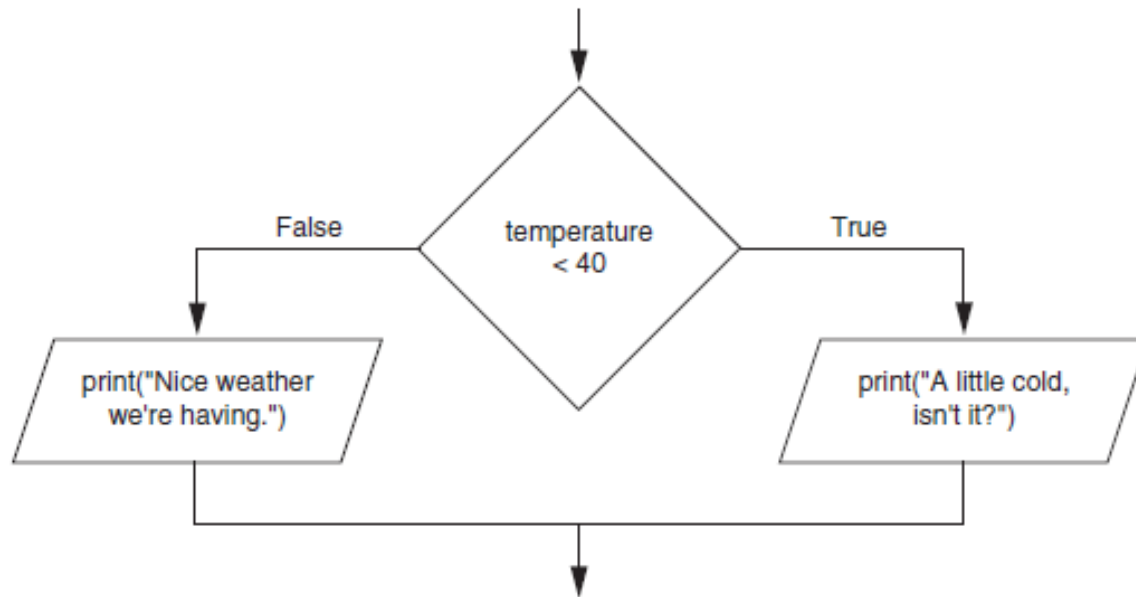 False
temperature
< 40
True
print("Nice weather
we're having.")
print("A little cold,
isn't it?")